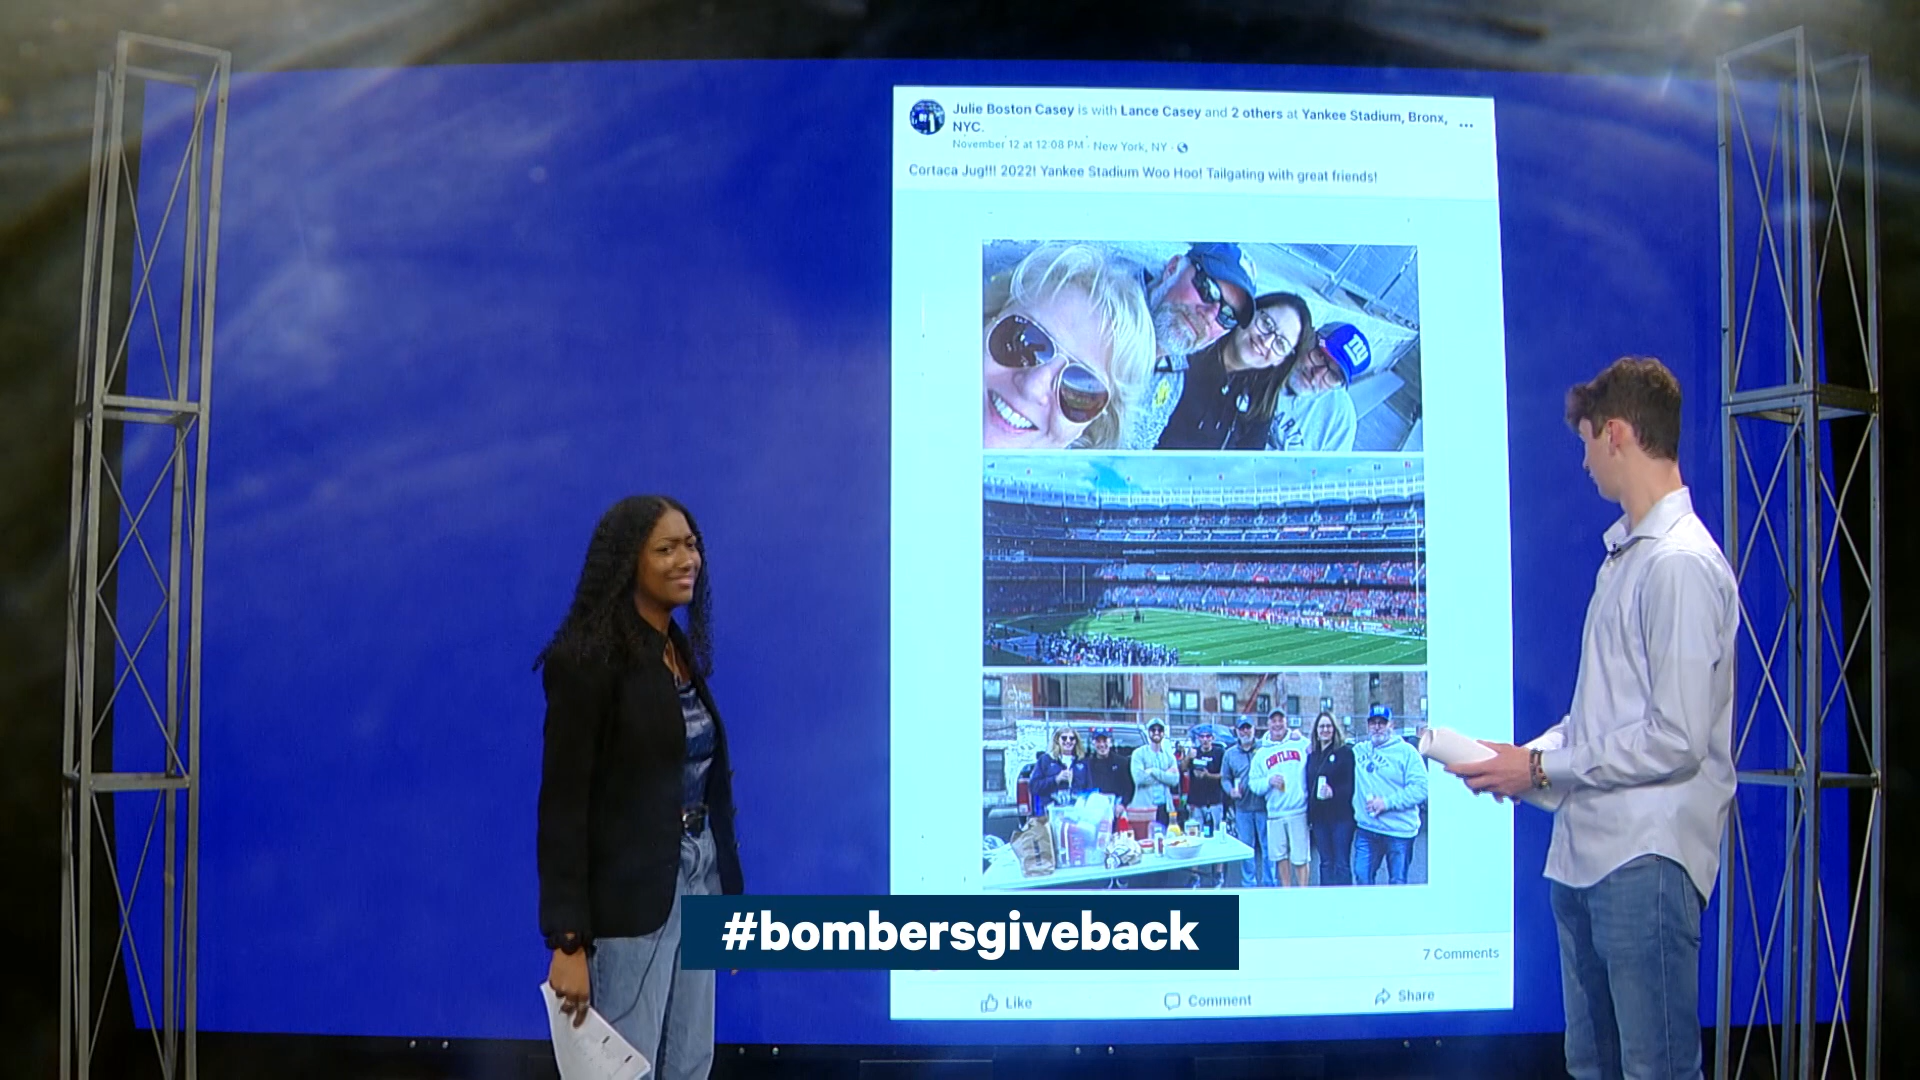 Julie Boston Casey is with Lance Casey and 2 others at Yankee Stadium, Bronx,
NYC.
November 12 at 12:08 PM · New York, NY ·
Cortaca Jug!!! 2022! Yankee Stadium Woo Hoo! Tailgating with great friends!
CORTLAND
#bombersgiveback
7 Comments
Like
Comment
Share